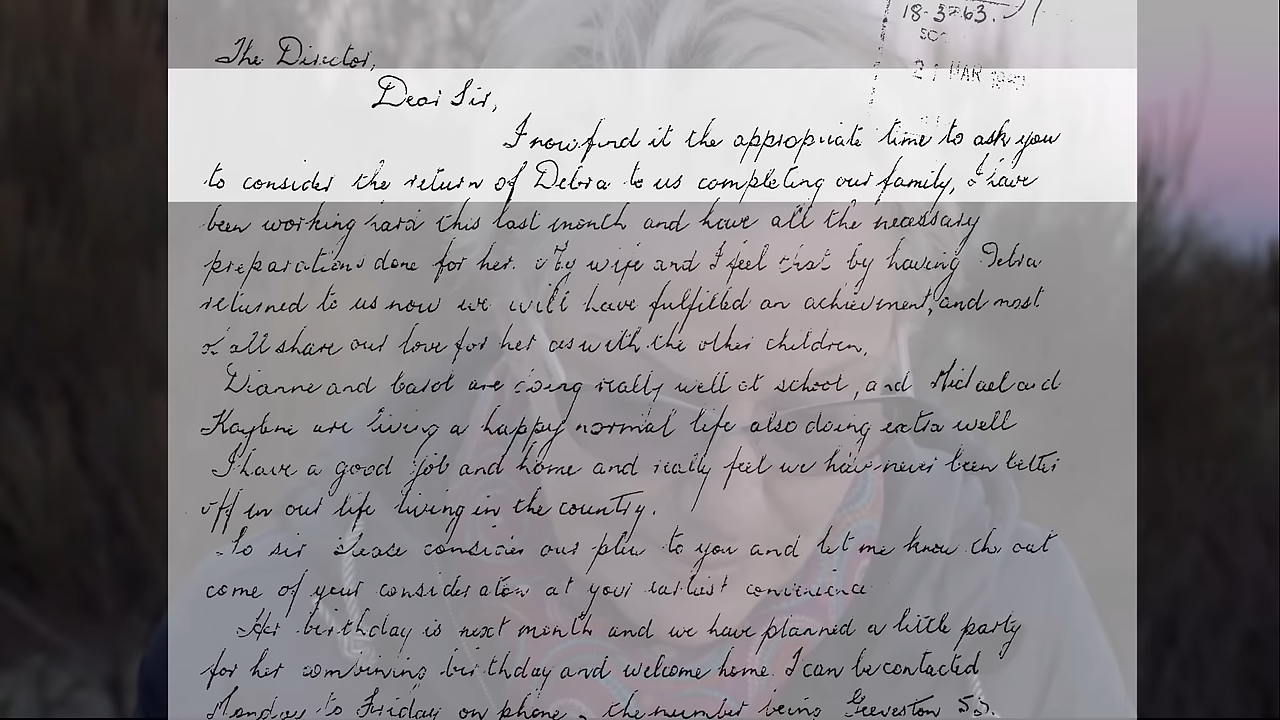 18-3-63.
21 MAR
The Director,
Dear Sir,
I now find it the appropriate time to ask you
to consider the return of Debra to us completing our family, I have
been working hard this last month and have all the necessary
preparations done for her. My wife and I feel that by having Debra
returned to us now we will have fulfilled an achievement, and most
of all share our love for her as with the other children.
Dianne and Carol are doing really well at school, and Michael and
Kaylene are living a happy normal life also doing extra well
I have a good job and home and really feel we have never been better
off in our life living in the country.
So sir please consider our plea to you and let me know the out
come of your consideration at your earliest convenience
Her birthday is next month and we have planned a little party
for her combining birthday and welcome home. I can be contacted
Monday to Friday on phone, the number being Geeveston 53.